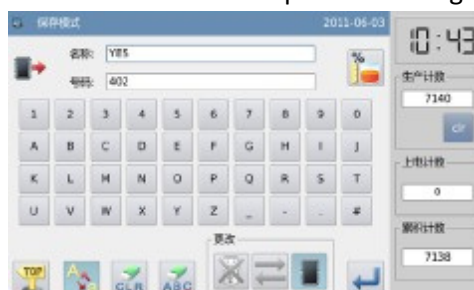 保存模式 2011-06-03
10:43
名称: YES
号码: 402
%
生产计数
7140
clr
1 2 3 4 5 6 7 8 9 0
A B C D E F G H I J
K L M N O P Q R S T
U V W X Y Z _ - . #
上电计数
0
累积计数
7138
更改
TOP
CLR
ABC